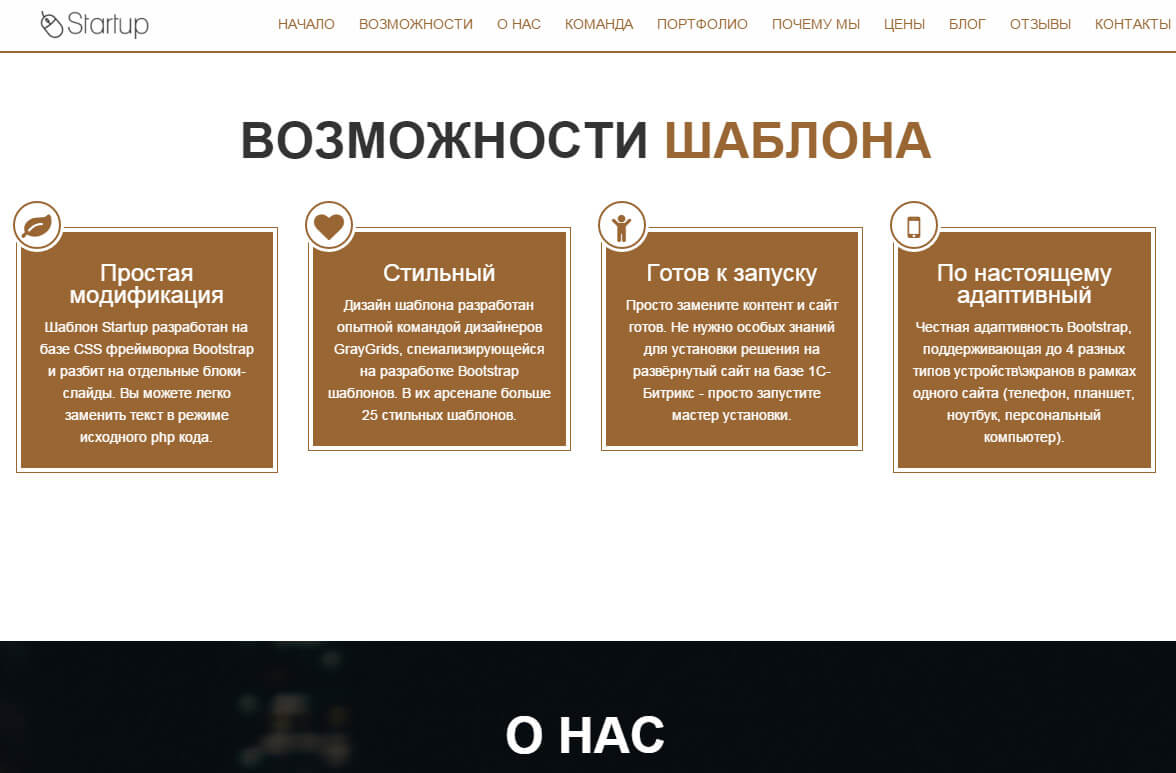 Startup
НАЧАЛО ВОЗМОЖНОСТИ О НАС КОМАНДА ПОРТФОЛИО ПОЧЕМУ МЫ ЦЕНЫ БЛОГ ОТЗЫВЫ КОНТАКТЫ
ВОЗМОЖНОСТИ ШАБЛОНА
Простая
модификация
Шаблон Startup разработан на
базе CSS фреймворка Bootstrap
и разбит на отдельные блоки-
слайды. Вы можете легко
заменить текст в режиме
исходного php кода.
Стильный
Дизайн шаблона разработан
опытной командой дизайнеров
GrayGrids, спеиализирующейся
на разработке Bootstrap
шаблонов. В их арсенале больше
25 стильных шаблонов.
Готов к запуску
Просто замените контент и сайт
готов. Не нужно особых знаний
для установки решения на
развёрнутый сайт на базе 1С-
Битрикс - просто запустите
мастер установки.
По настоящему
адаптивный
Честная адаптивность Bootstrap,
поддерживающая до 4 разных
типов устройств\экранов в рамках
одного сайта (телефон, планшет,
ноутбук, персональный
компьютер).
О НАС